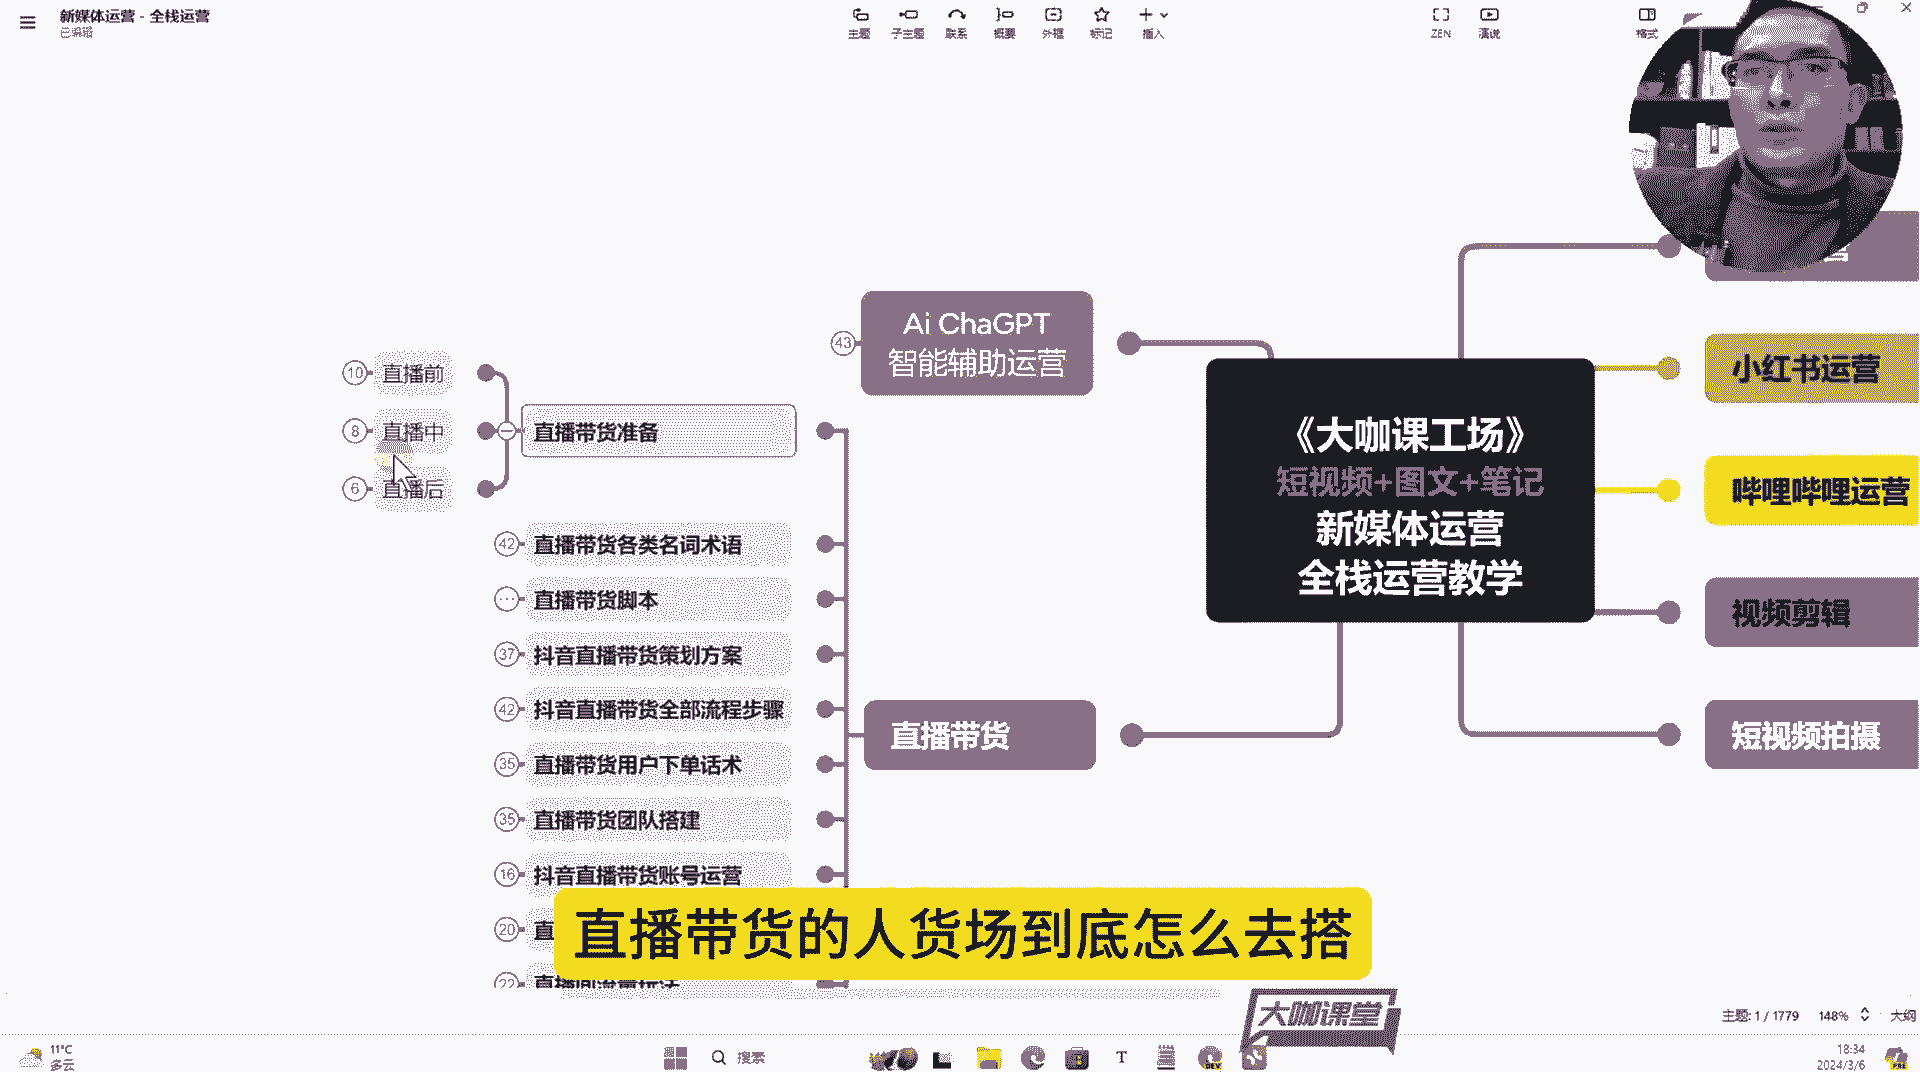 新媒体运营 - 全栈运营
已编辑
主题
子主题
联系
概要
外框
标记
插入
ZEN
演说
格式
Ai ChaGPT
智能辅助运营
43
10
直播前
8
直播中
6
直播后
直播带货准备
42
直播带货各类名词术语
直播带货脚本
37
抖音直播带货策划方案
42
抖音直播带货全部流程步骤
35
直播带货用户下单话术
35
直播带货团队搭建
16
抖音直播带货账号运营
20
直
22
直播间流量玩法
直播带货
《大咖课工场》
短视频+图文+笔记
新媒体运营
全栈运营教学
小红书运营
哔哩哔哩运营
视频剪辑
短视频拍摄
直播带货的人货场到底怎么去搭
大咖课堂
主题: 1 / 1779
148%
大纲
11°C
多云
搜索
T
DEV
18:34
2024/3/6
PRE